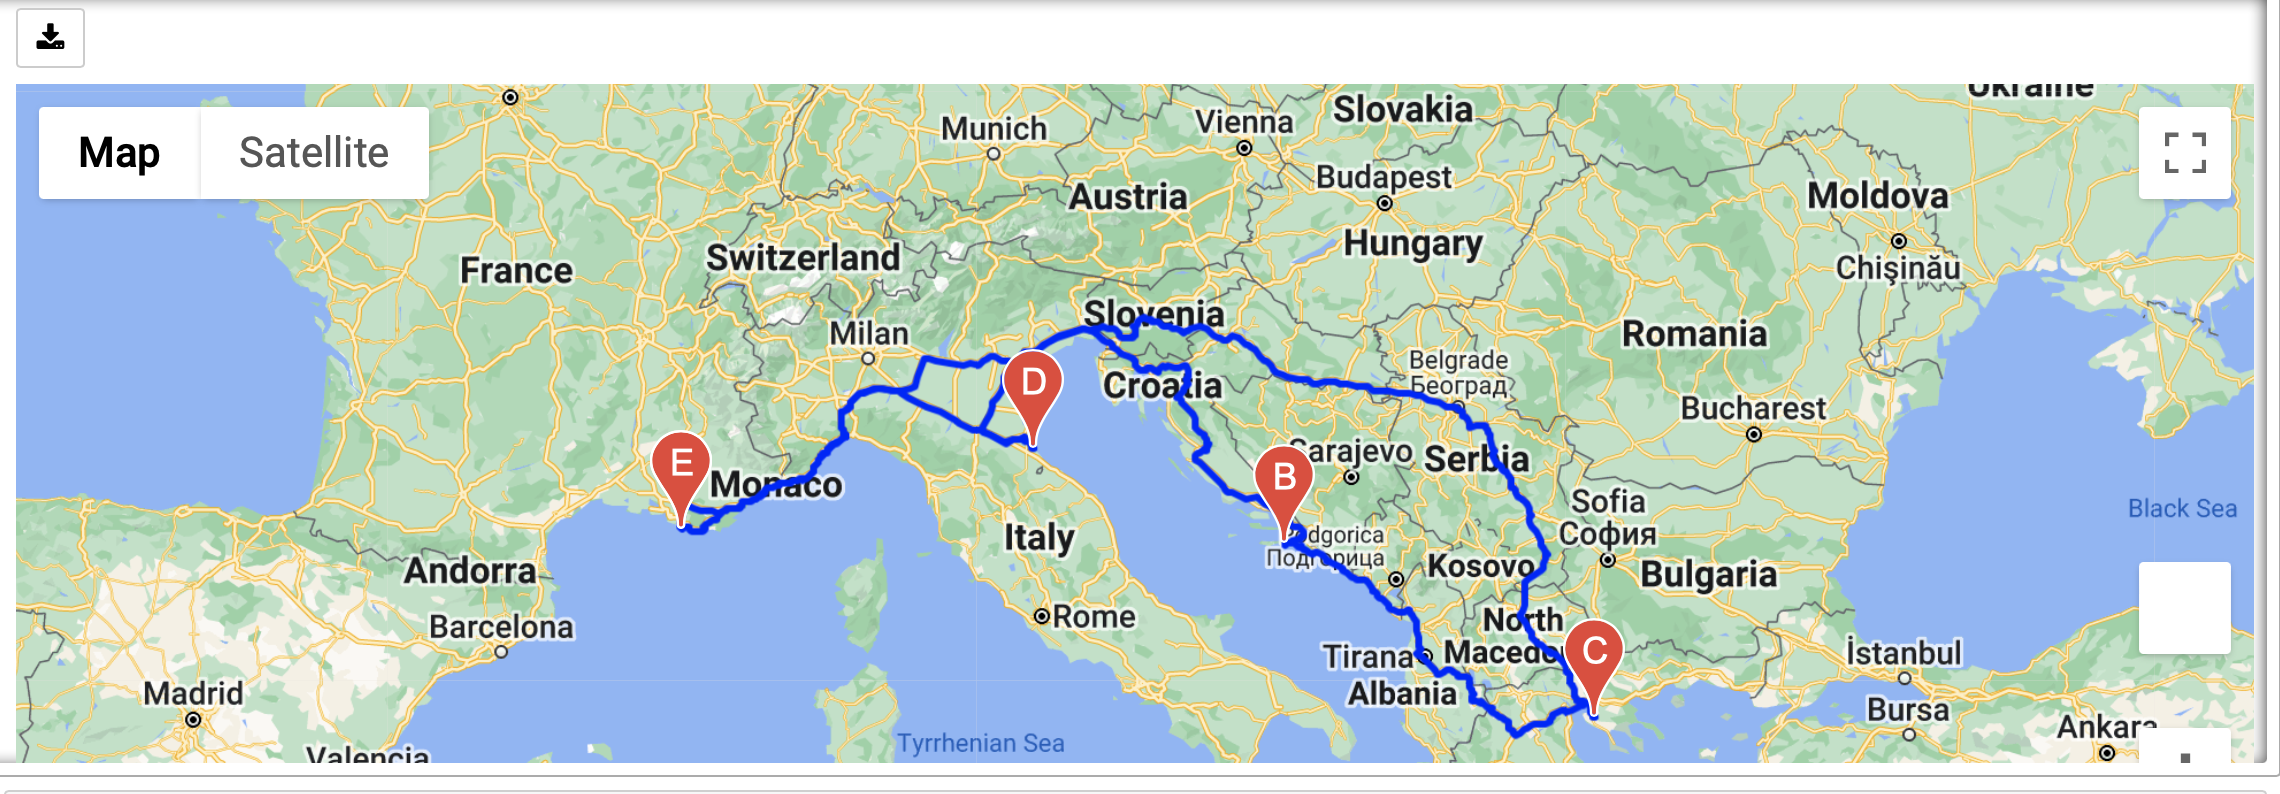 Ukraine
Munich
Vienna
Slovakia
Map
Satellite
Budapest
Austria
Moldova
Switzerland
Hungary
France
Chişinău
Slovenia
Milan
Romania
Belgrade
Београд
D
Croatia
Bucharest
E
Sarajevo
Serbia
B
Monaco
Sofia
София
Black Sea
Italy
dgorica
Подгорица
Kosovo
Andorra
Bulgaria
Barcelona
Rome
North
Macedo
C
Tirana
İstanbul
Madrid
Albania
Bursa
Ankara
Tyrrhenian Sea
Valencia